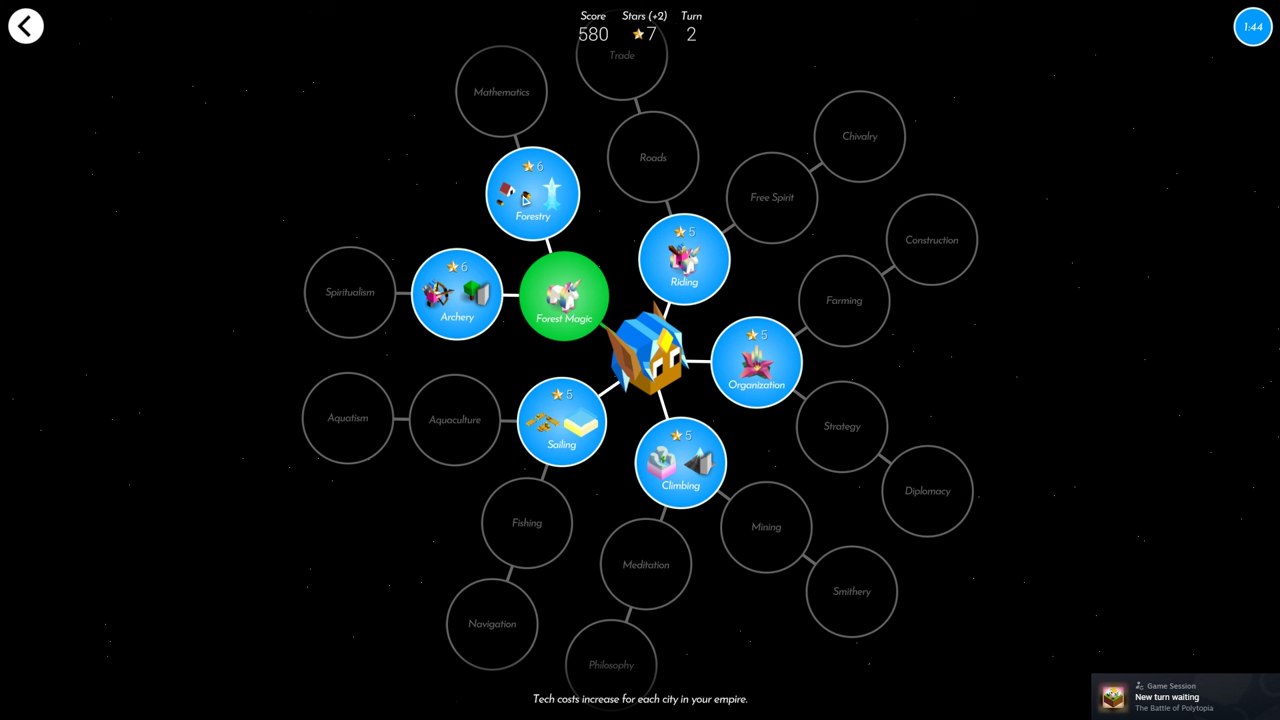 Score Stars (+2) Turn
580 7 2
1:44
Trade
Mathematics
Chivalry
Roads
6
Forestry
Free Spirit
Construction
5
Riding
6
Archery
Spiritualism
Forest Magic
Farming
5
Organization
5
Sailing
Aquatism
Aquaculture
Strategy
5
Climbing
Diplomacy
Fishing
Mining
Meditation
Smithery
Navigation
Philosophy
Tech costs increase for each city in your empire.
Game Session
New turn waiting
The Battle of Polytopia